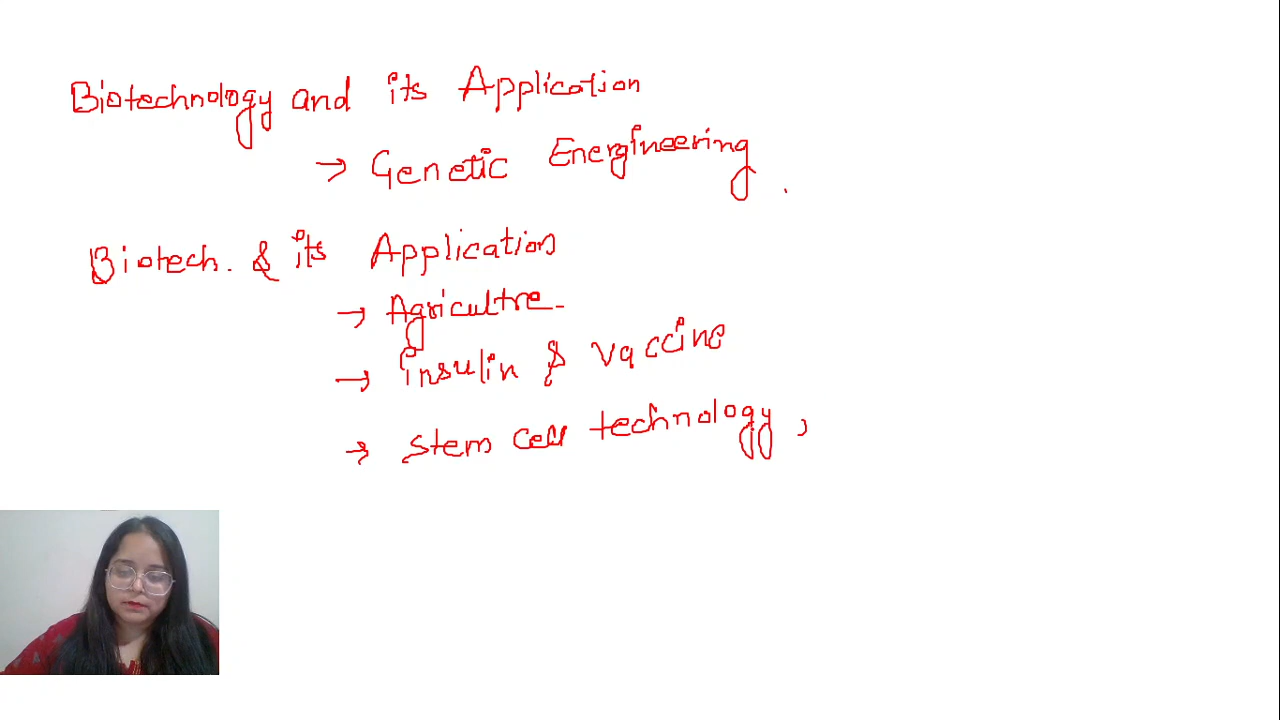 Biotechnology and its Application
→ Genetic Energineering
Biotech. & its Application
→ Agricultre -
→ insulin & vaccine
→ Stem cell technology ,